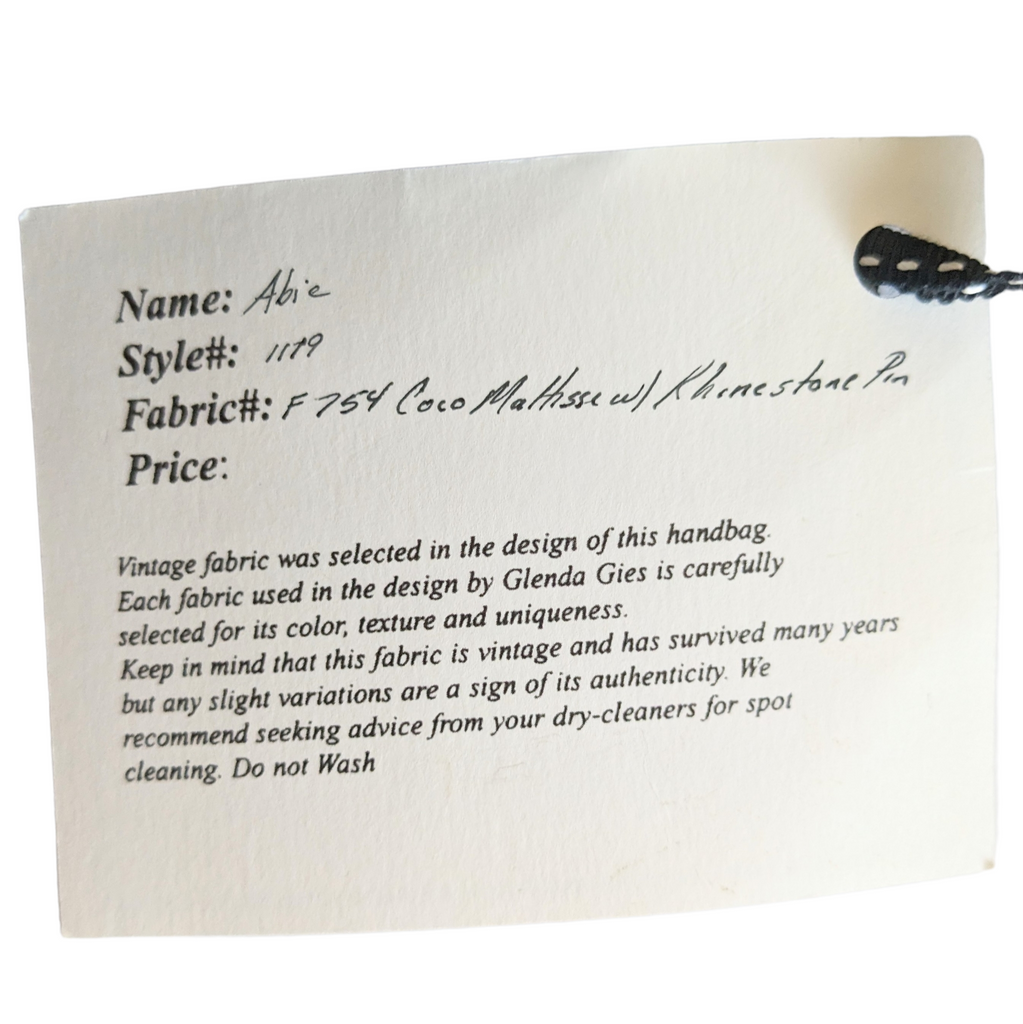 Name: Abie
Style#: 1179
Fabric#: F 754 Coco Mattisse w/ Rhinestone Pin
Price:
Vintage fabric was selected in the design of this handbag.
Each fabric used in the design by Glenda Gies is carefully
selected for its color, texture and uniqueness.
Keep in mind that this fabric is vintage and has survived many years
but any slight variations are a sign of its authenticity. We
recommend seeking advice from your dry-cleaners for spot
cleaning. Do not Wash